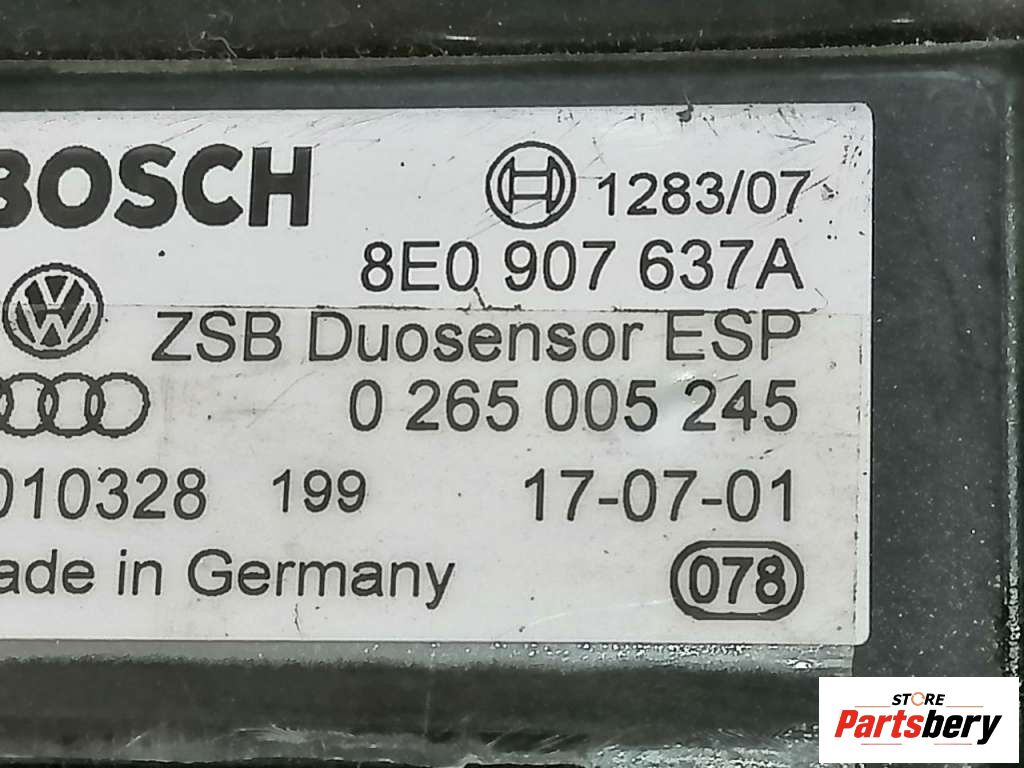 BOSCH 1283/07
8E0 907 637A
ZSB Duosensor ESP
0 265 005 245
010328 199 17-07-01
ade in Germany 078
STORE
Partsbery